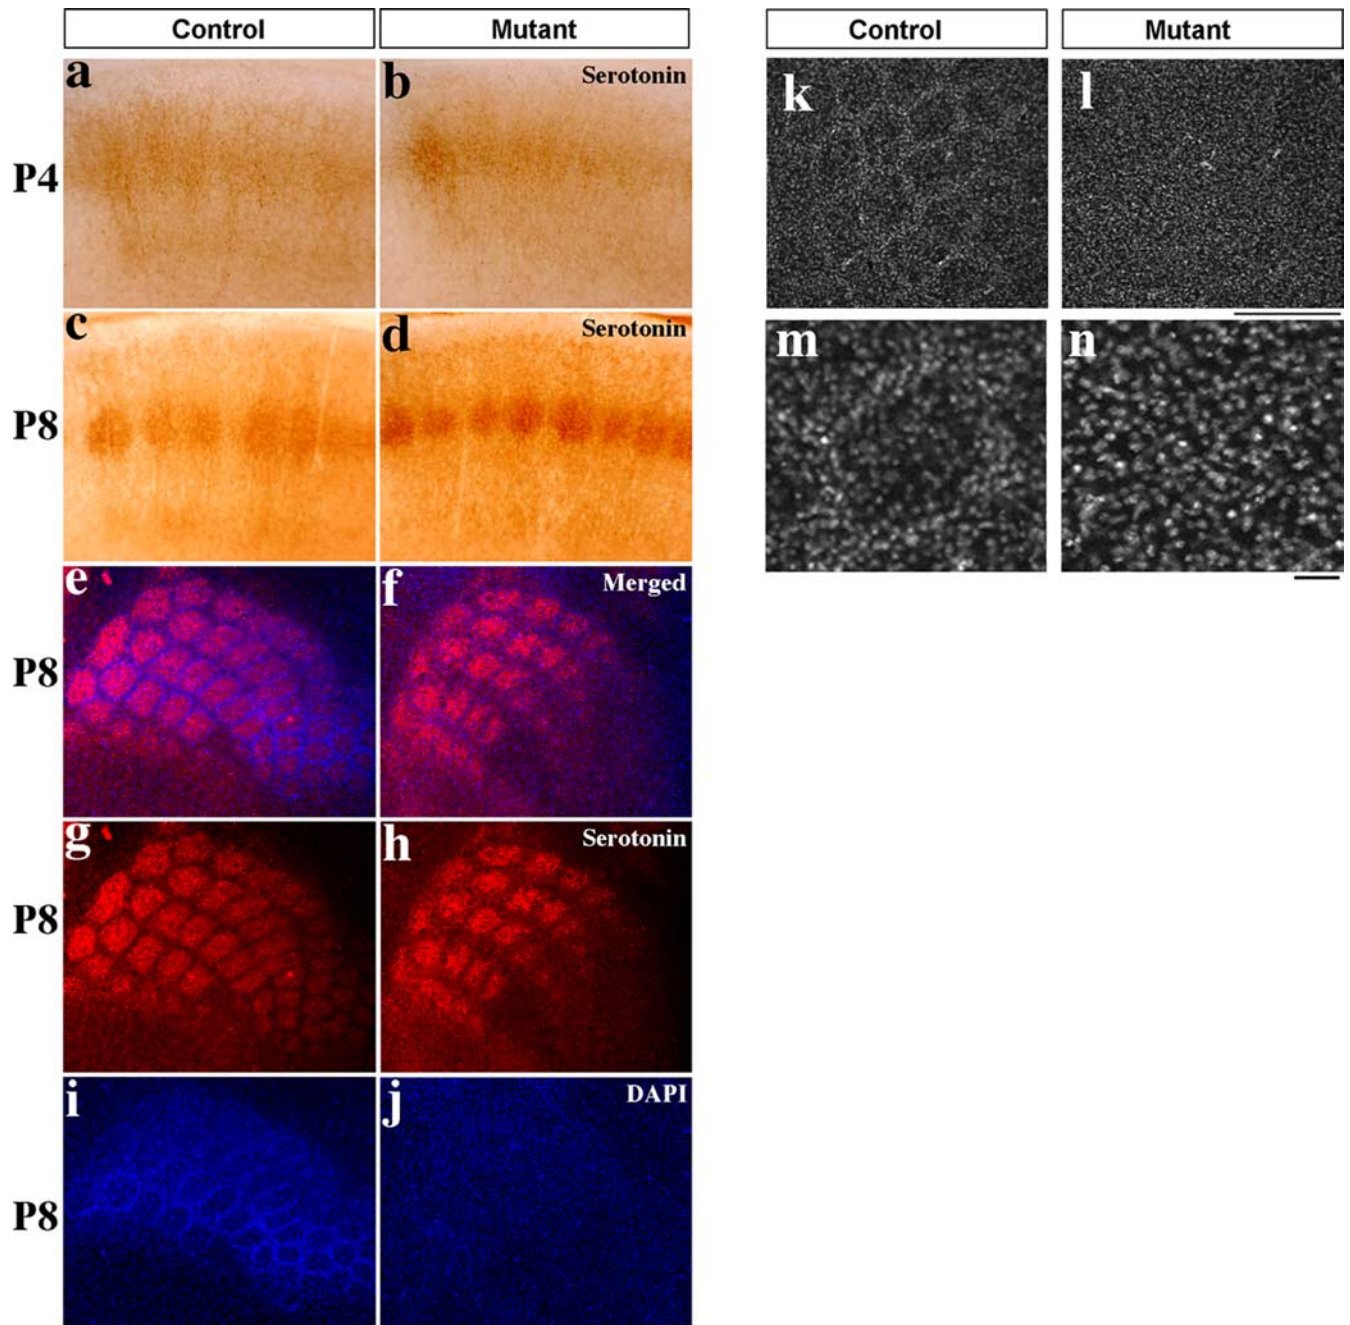 Control Mutant Control Mutant
a b Serotonin k l
P4
c d Serotonin m n
P8
e f Merged
P8
g h Serotonin
P8
i j DAPI
P8